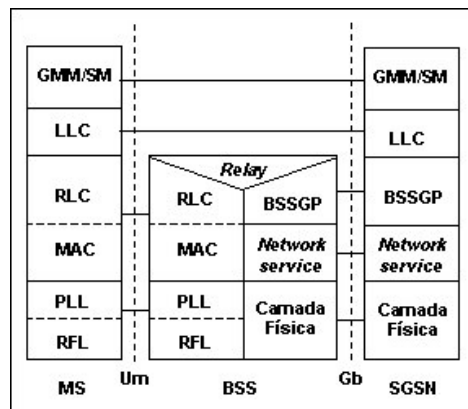 GMM/SM
GMM/SM
LLC
LLC
Relay
RLC
RLC
BSSGP
BSSGP
MAC
MAC
Network
service
Network
service
PLL
PLL
Camada
Física
Camada
Física
RFL
RFL
MS
Um
BSS
Gb
SGSN